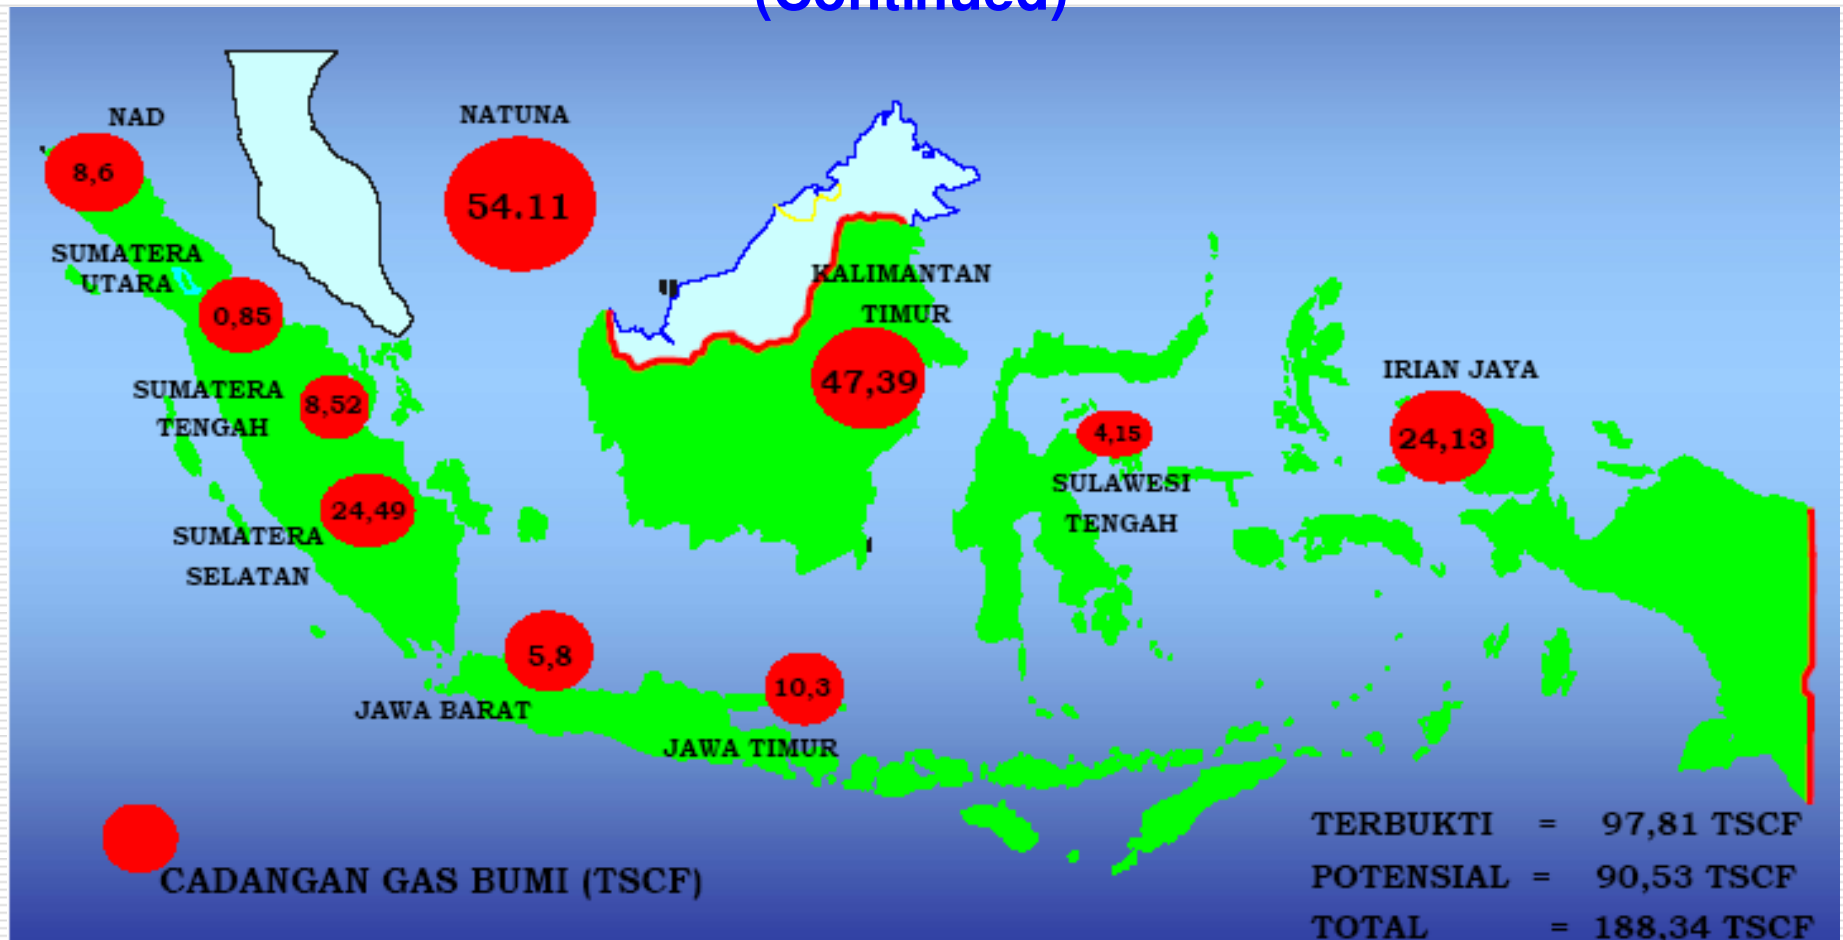 (Continued)
NAD
8,6
NATUNA
54.11
SUMATERA
UTARA
0,85
KALIMANTAN
TIMUR
47,39
SUMATERA
TENGAH
8,52
IRIAN JAYA
24,13
4,15
SULAWESI
TENGAH
24,49
SUMATERA
SELATAN
5,8
JAWA BARAT
10,3
JAWA TIMUR
CADANGAN GAS BUMI (TSCF)
TERBUKTI = 97,81 TSCF
POTENSIAL = 90,53 TSCF
TOTAL = 188,34 TSCF